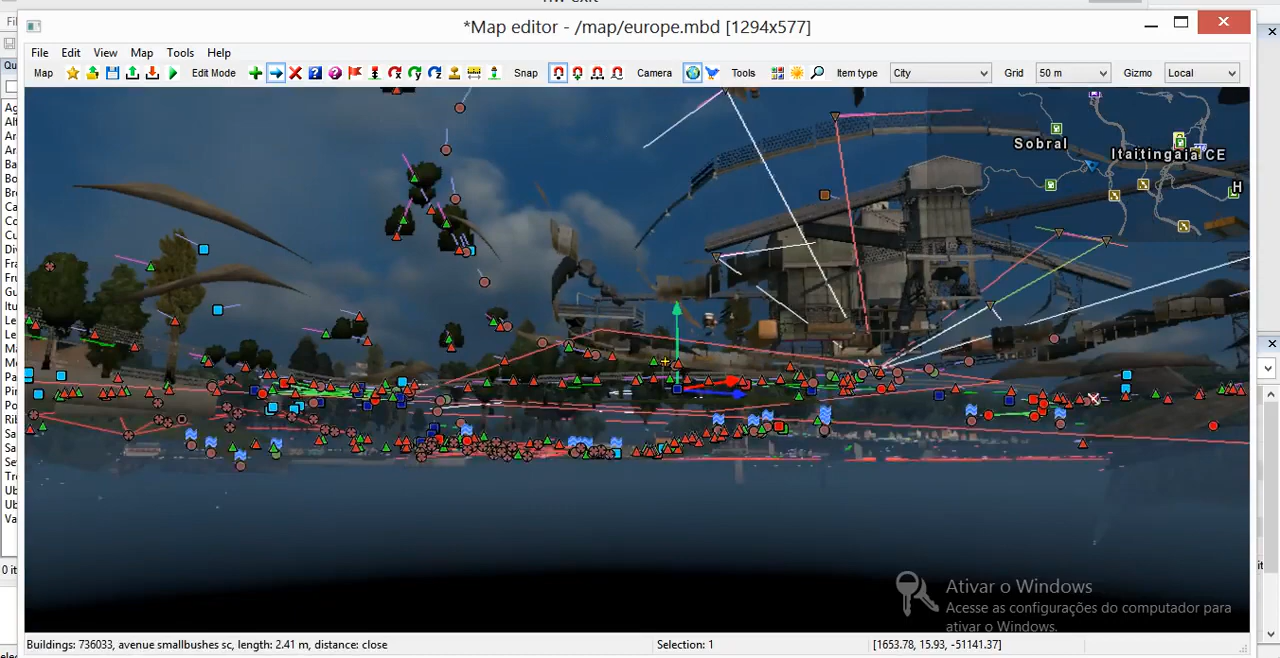 *Map editor - /map/europe.mbd [1294x577]
File Edit View Map Tools Help
Map Edit Mode Snap Camera Tools Item type City Grid 50 m Gizmo Local
Sobral
Itaitingaia CE
H
Ativar o Windows
Acesse as configurações do computador para
ativar o Windows.
Buildings: 736033, avenue smallbushes sc, length: 2.41 m, distance: close Selection: 1 [1653.78, 15.93, -51141.37]